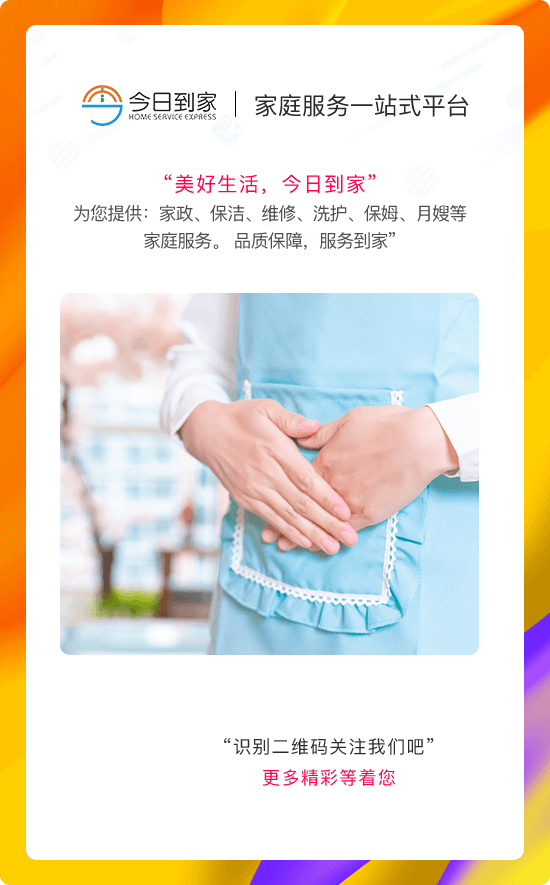 今日到家 | 家庭服务一站式平台
HOME SERVICE EXPRESS
“美好生活，今日到家”
为您提供：家政、保洁、维修、洗护、保姆、月嫂等
家庭服务。 品质保障，服务到家”
“识别二维码关注我们吧”
更多精彩等着您